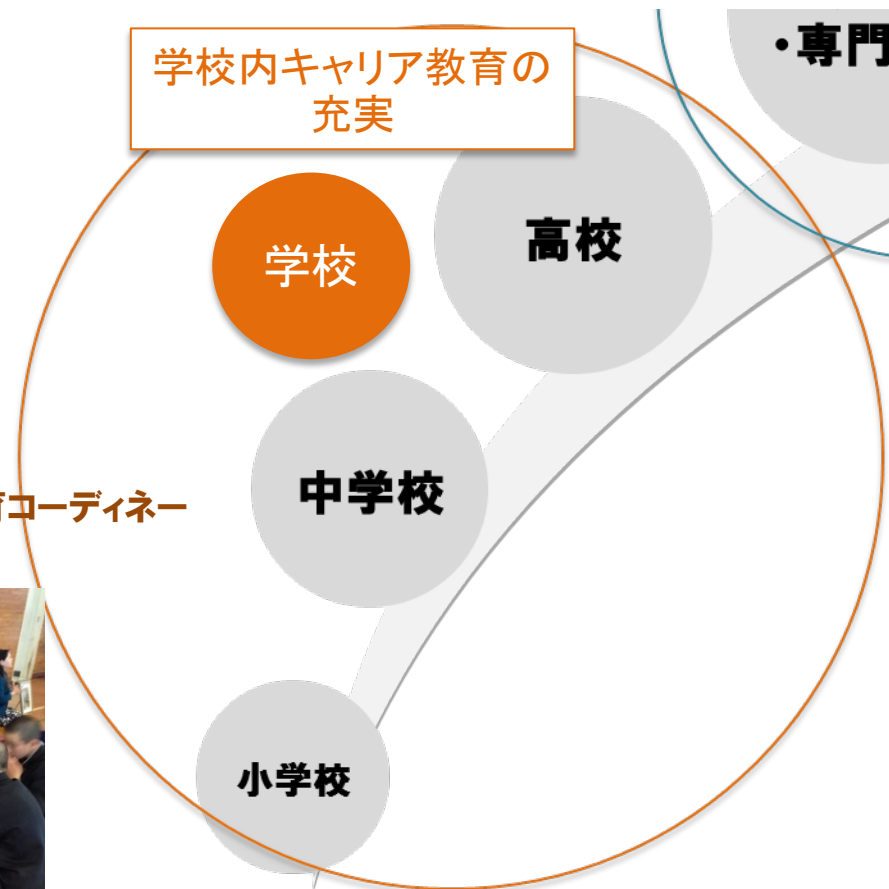 学校内キャリア教育の
充実
・専門
高校
学校
中学校
コーディネー
小学校